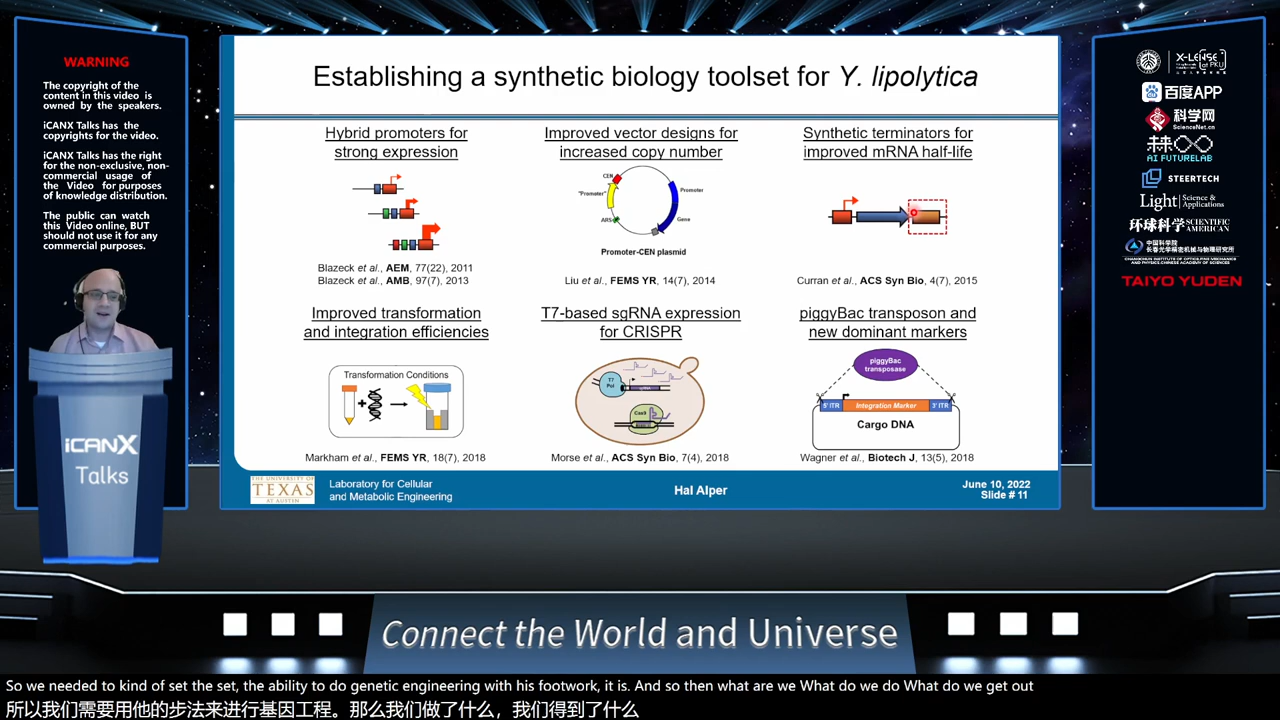 WARNING
The copyright of the
content in this video is
owned by the speakers.
iCANX Talks has the
copyrights for the video.
iCANX Talks has the right
for the non-exclusive, non-
commercial usage of
the Video for purposes
of knowledge distribution.
The public can watch
this Video online, BUT
should not use it for any
commercial purposes.
iCANX
Talks
Establishing a synthetic biology toolset for Y. lipolytica
Hybrid promoters for
strong expression
Blazeck et al., AEM, 77(22), 2011
Blazeck et al., AMB, 97(7), 2013
Improved vector designs for
increased copy number
CEN
"Promoter"
Promoter
ARS
Gene
Promoter-CEN plasmid
Liu et al., FEMS YR, 14(7), 2014
Synthetic terminators for
improved mRNA half-life
Curran et al., ACS Syn Bio, 4(7), 2015
Improved transformation
and integration efficiencies
Transformation Conditions
Markham et al., FEMS YR, 18(7), 2018
T7-based sgRNA expression
for CRISPR
T7
Pol
Cas9
Morse et al., ACS Syn Bio, 7(4), 2018
piggyBac transposon and
new dominant markers
piggyBac
transposase
5' ITR
Integration Marker
3' ITR
Cargo DNA
Wagner et al., Biotech J, 13(5), 2018
THE UNIVERSITY OF
TEXAS
AT AUSTIN
Laboratory for Cellular
and Metabolic Engineering
Hal Alper
June 10, 2022
Slide # 11
X-LENSE
百度APP
科学网
ScienceNet.cn
AI FUTURELAB
STEERTECH
Light Science & Applications
环球科学 SCIENTIFIC AMERICAN
中国科学院
长春光学精密机械与物理研究所
CHANGCHUN INSTITUTE OF OPTICS, FINE MECHANICS
AND PHYSICS, CHINESE ACADEMY OF SCIENCES
TAIYO YUDEN
Connect the World and Universe
So we needed to kind of set the set, the ability to do genetic engineering with his footwork, it is. And so then what are we What do we do What do we get out
所以我们需要用他的步法来进行基因工程。那么我们做了什么，我们得到了什么